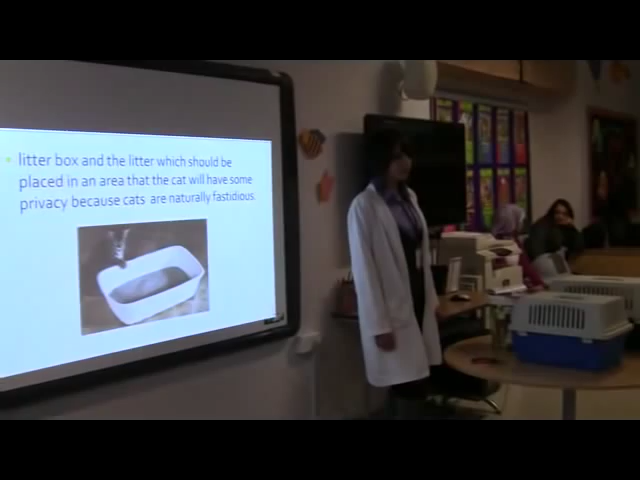 litter box and the litter which should be
placed in an area that the cat will have some
privacy because cats are naturally fastidious.